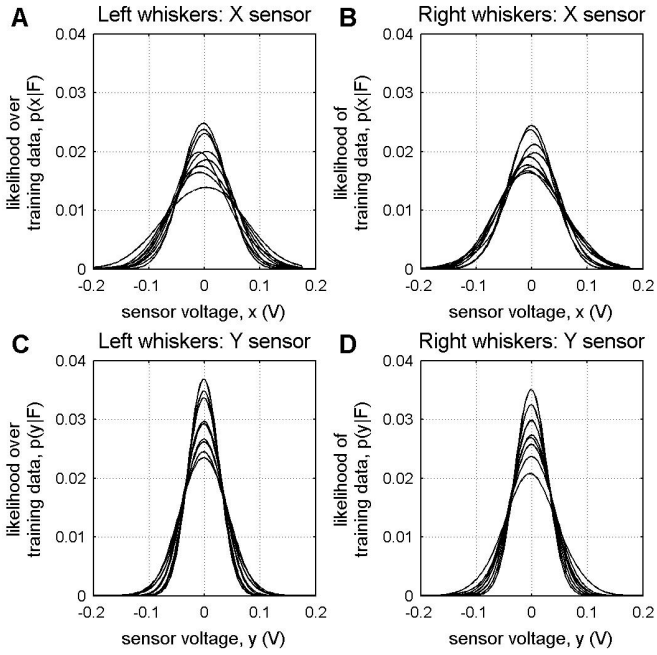 A
Left whiskers: X sensor
likelihood over
training data, p(x|F)
0.04
0.03
0.02
0.01
0
-0.2
-0.1
0
0.1
0.2
sensor voltage, x (V)
B
Right whiskers: X sensor
likelihood of
training data, p(x|F)
0.04
0.03
0.02
0.01
0
-0.2
-0.1
0
0.1
0.2
sensor voltage, x (V)
C
Left whiskers: Y sensor
likelihood over
training data, p(y|F)
0.04
0.03
0.02
0.01
0
-0.2
-0.1
0
0.1
0.2
sensor voltage, y (V)
D
Right whiskers: Y sensor
likelihood of
training data, p(y|F)
0.04
0.03
0.02
0.01
0
-0.2
-0.1
0
0.1
0.2
sensor voltage, y (V)